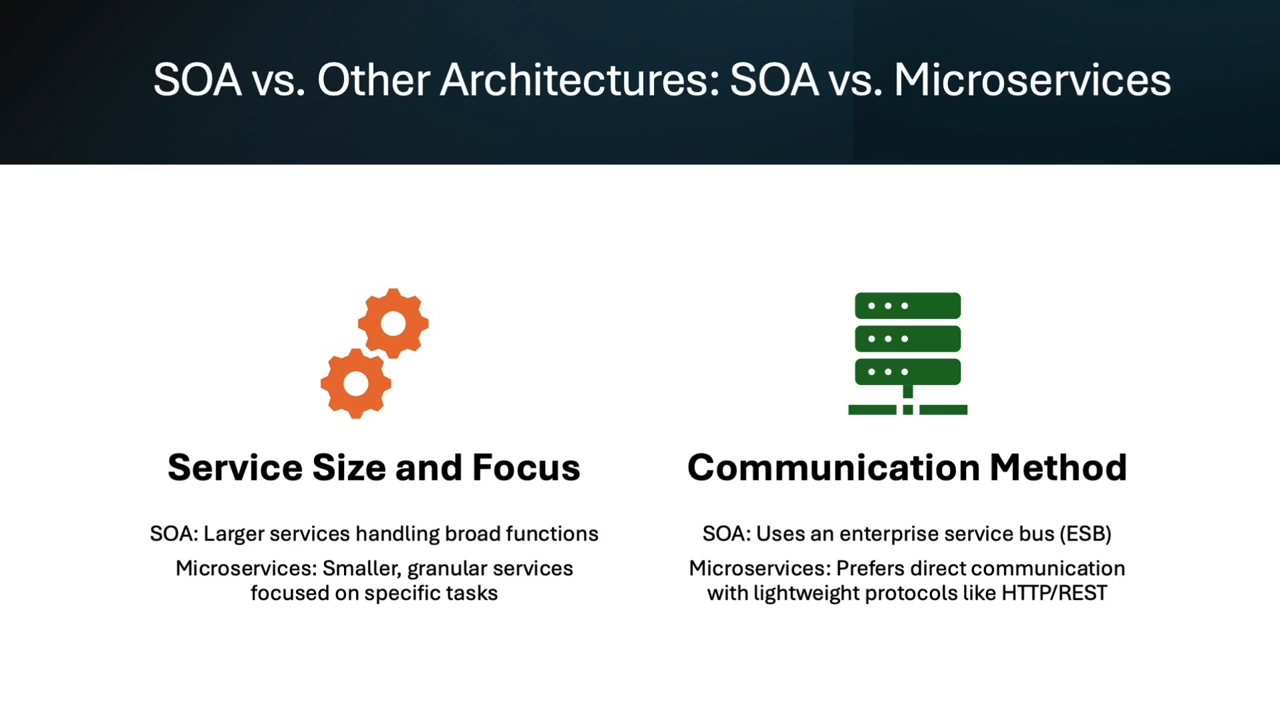 SOA vs. Other Architectures: SOA vs. Microservices
Service Size and Focus
SOA: Larger services handling broad functions
Microservices: Smaller, granular services
focused on specific tasks
Communication Method
SOA: Uses an enterprise service bus (ESB)
Microservices: Prefers direct communication
with lightweight protocols like HTTP/REST